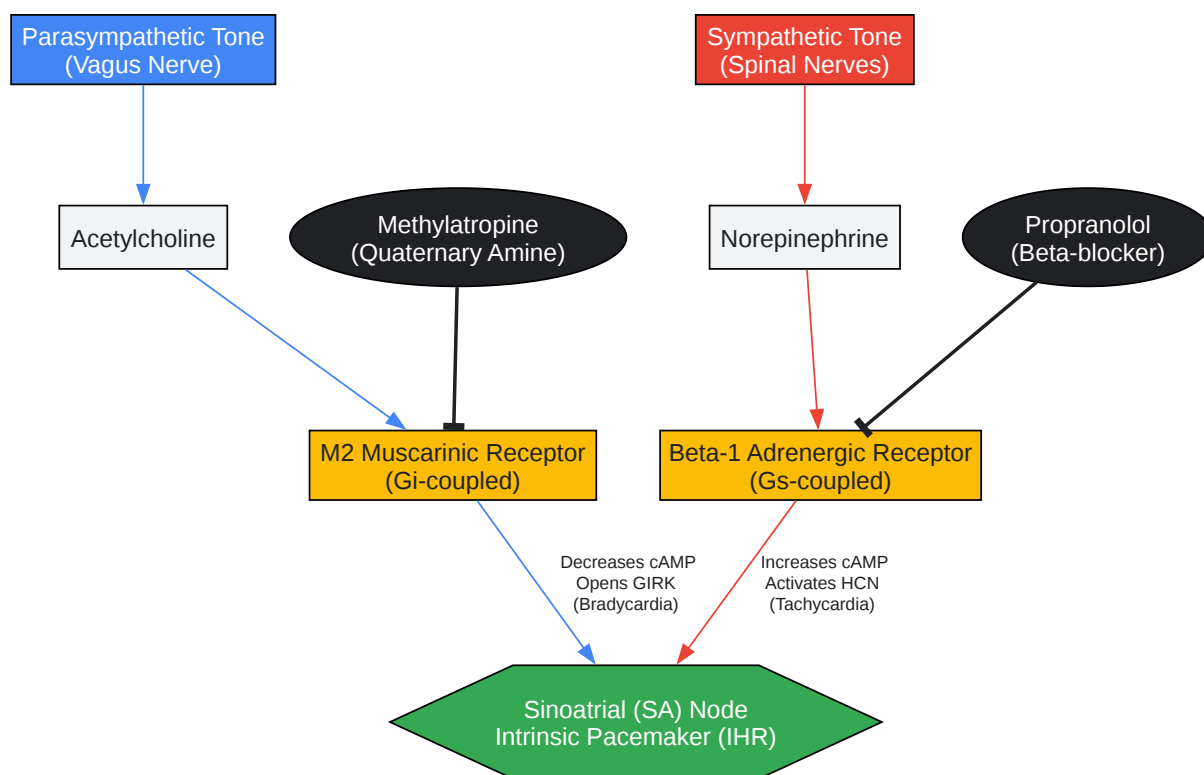 Parasympathetic Tone
(Vagus Nerve)
Sympathetic Tone
(Spinal Nerves)
Acetylcholine
Methylatropine
(Quaternary Amine)
Norepinephrine
Propranolol
(Beta-blocker)
M2 Muscarinic Receptor
(Gi-coupled)
Beta-1 Adrenergic Receptor
(Gs-coupled)
Decreases cAMP
Opens GIRK
(Bradycardia)
Increases cAMP
Activates HCN
(Tachycardia)
Sinoatrial (SA) Node
Intrinsic Pacemaker (IHR)